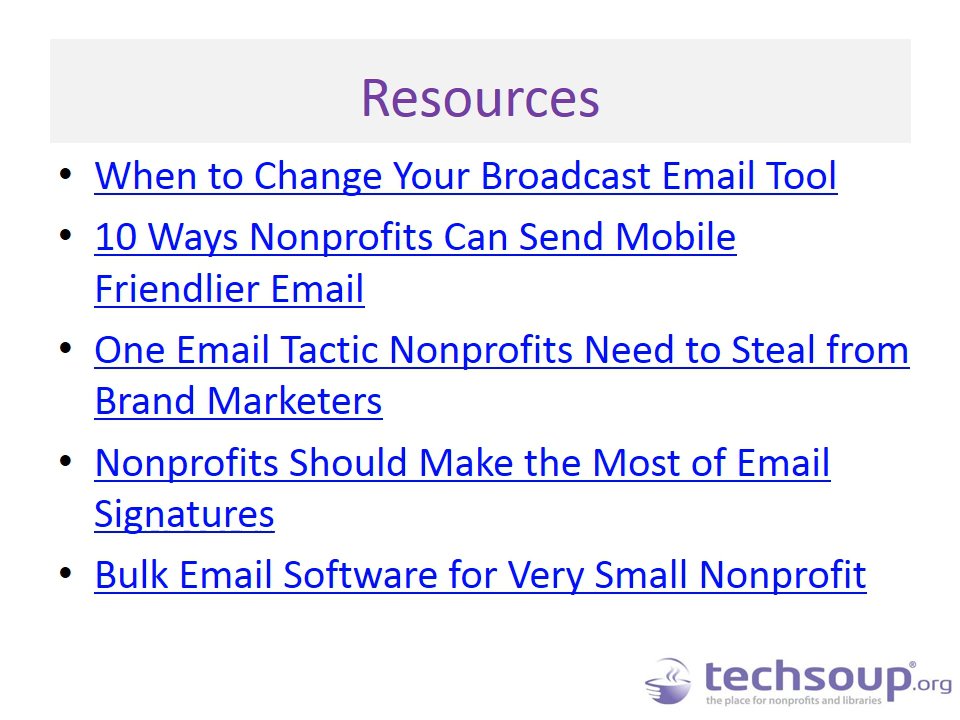 Resources
• When to Change Your Broadcast Email Tool
• 10 Ways Nonprofits Can Send Mobile
Friendlier Email
• One Email Tactic Nonprofits Need to Steal from
Brand Marketers
• Nonprofits Should Make the Most of Email
Signatures
• Bulk Email Software for Very Small Nonprofit
techsoup®.org
the place for nonprofits and libraries